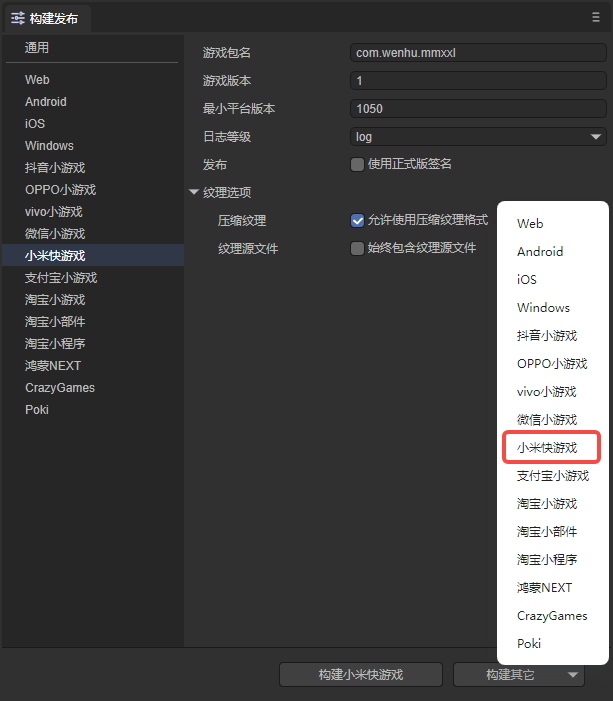 构建发布
通用
Web
Android
iOS
Windows
抖音小游戏
OPPO小游戏
vivo小游戏
微信小游戏
小米快游戏
支付宝小游戏
淘宝小游戏
淘宝小部件
淘宝小程序
鸿蒙NEXT
CrazyGames
Poki
游戏包名 com.wenhu.mmxxl
游戏版本 1
最小平台版本 1050
日志等级 log
发布 使用正式版签名
纹理选项
压缩纹理 允许使用压缩纹理格式
纹理源文件 始终包含纹理源文件
Web
Android
iOS
Windows
抖音小游戏
OPPO小游戏
vivo小游戏
微信小游戏
小米快游戏
支付宝小游戏
淘宝小游戏
淘宝小部件
淘宝小程序
鸿蒙NEXT
CrazyGames
Poki
构建小米快游戏 构建其它